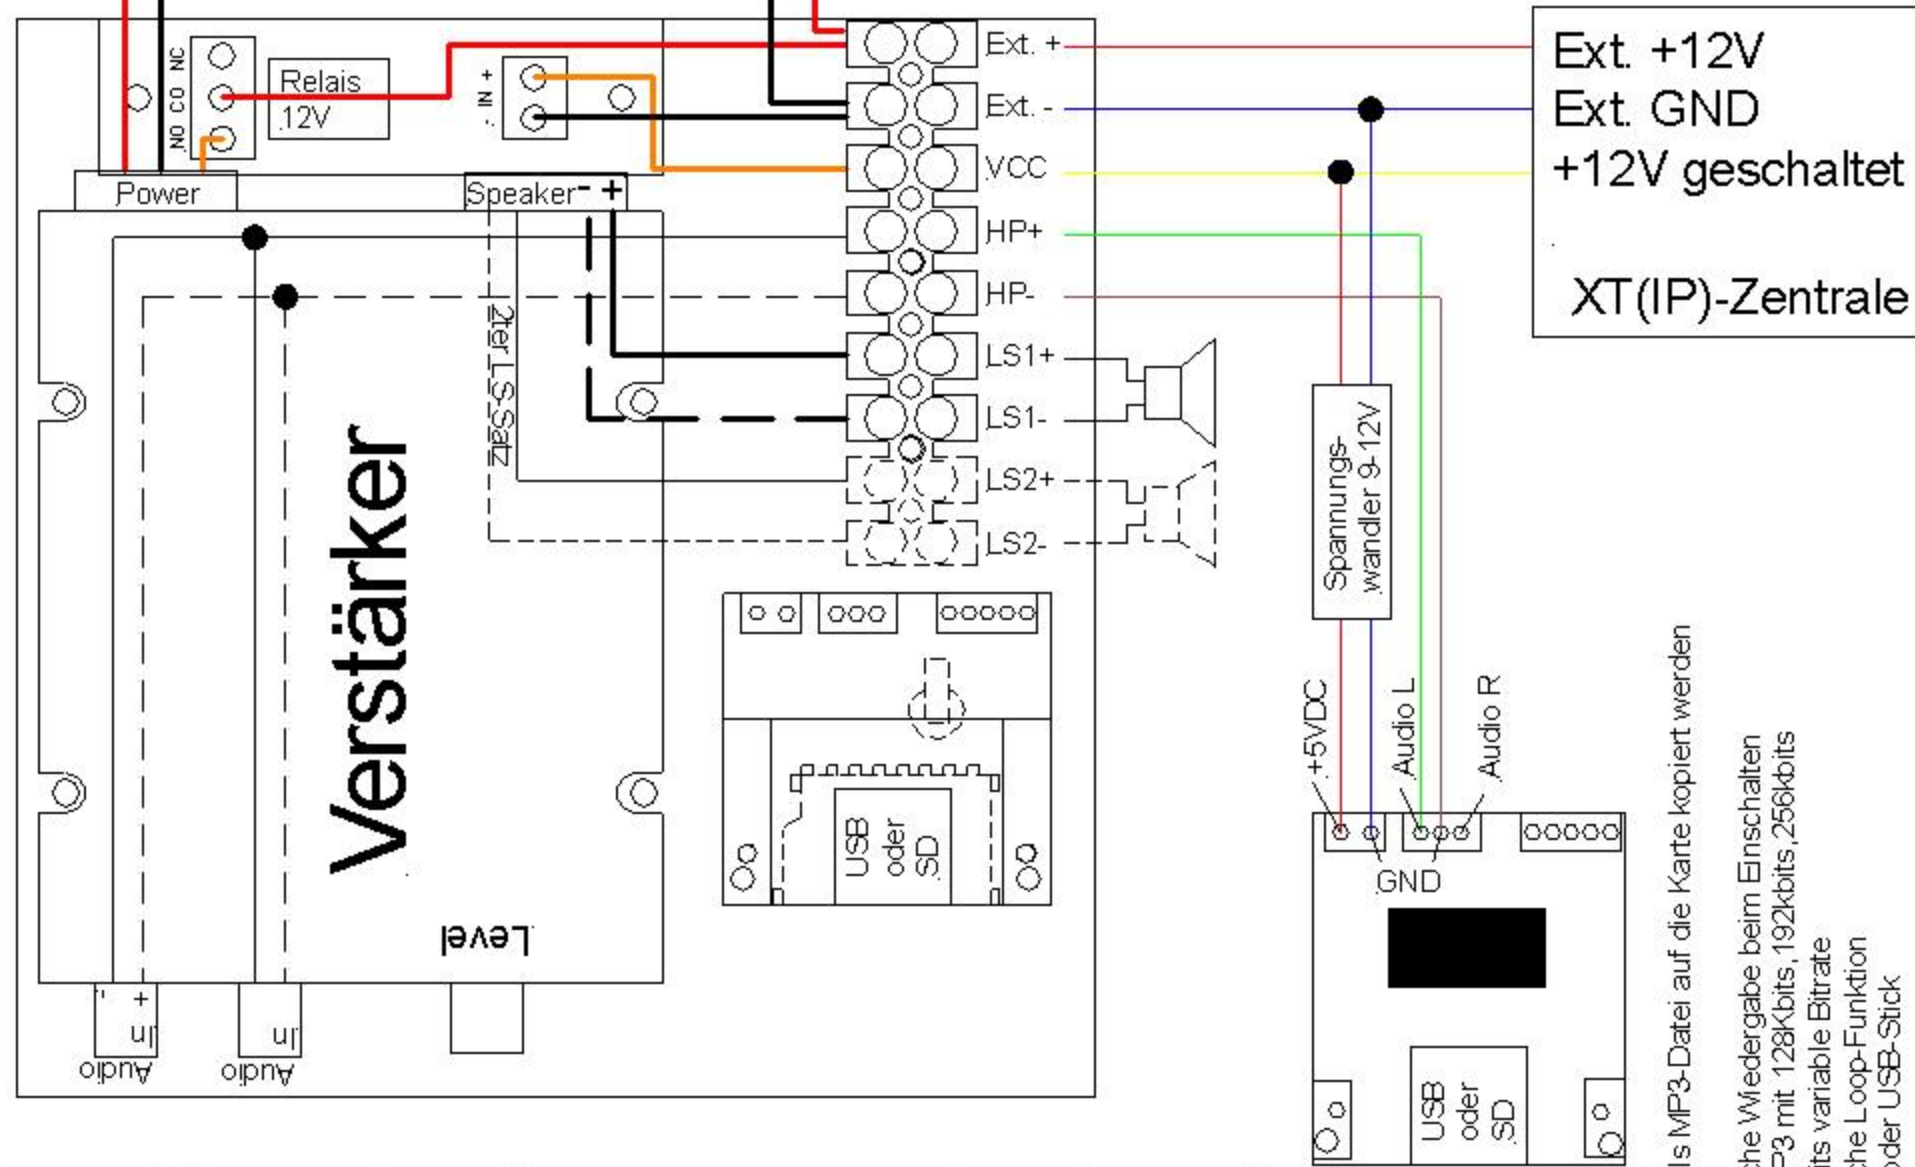 NC
CO
NO
Relais
12V
+
IN
-
Power
Speaker - +
Ext. +
Ext. -
VCC
HP+
HP-
LS1+
LS1-
LS2+
LS2-
2ter LS-Satz
Verstärker
Level
- +
In
Audio
In
Audio
USB
oder
SD
Ext. +12V
Ext. GND
+12V geschaltet
XT(IP)-Zentrale
Spannungs-
wandler 9-12V
+5VDC
Audio L
Audio R
GND
USB
oder
SD
ls MP3-Datei auf die Karte kopiert werden
che Wiedergabe beim Einschalten
P3 mit 128Kbits,192kbits,256kbits
its variable Bitrate
che Loop-Funktion
oder USB-Stick